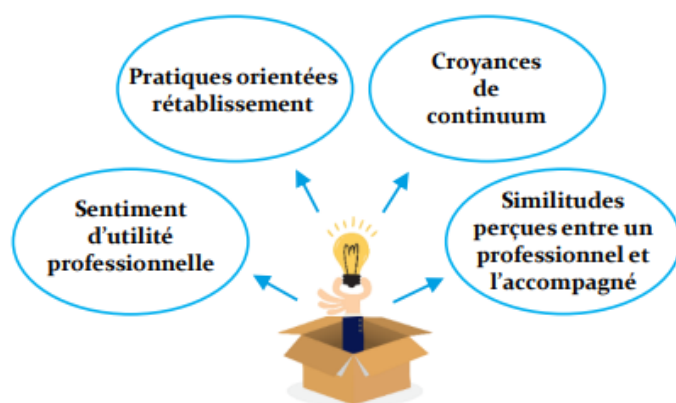 Pratiques orientées
rétablissement
Croyances
de
continuum
Sentiment
d'utilité
professionnelle
Similitudes
perçues entre un
professionnel et
l'accompagné